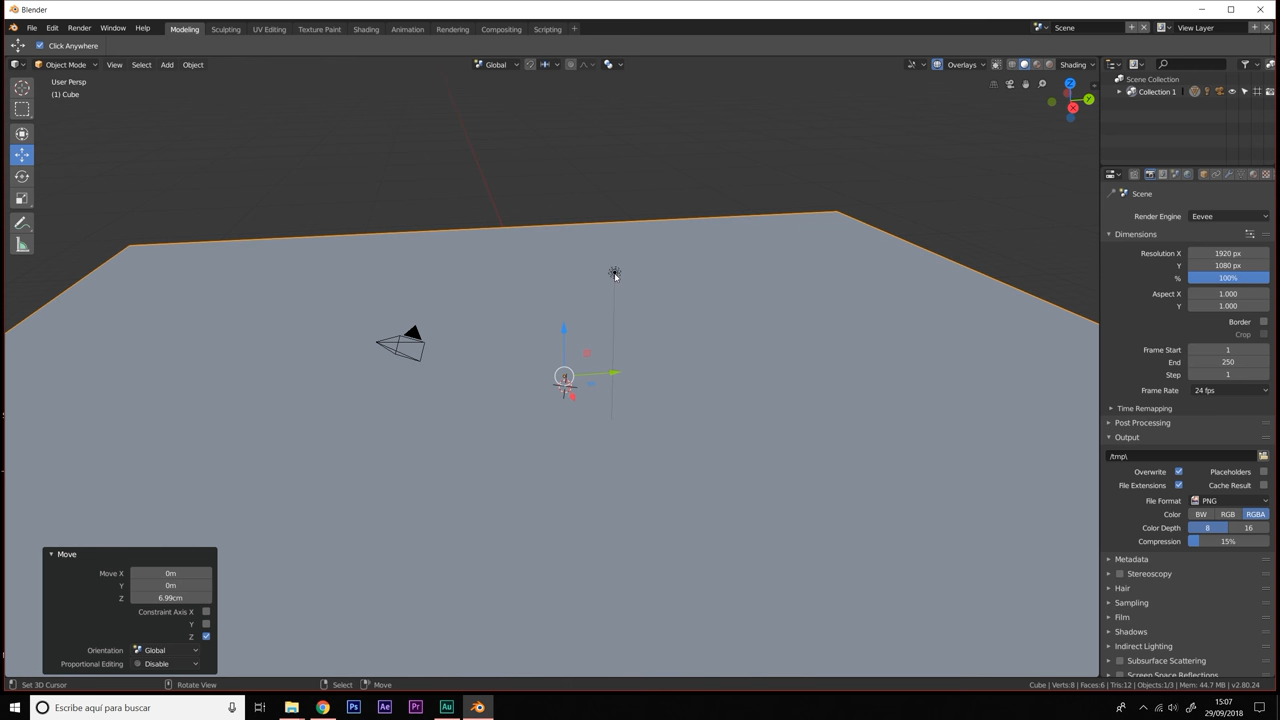 Blender
File Edit Render Window Help
Modeling Sculpting UV Editing Texture Paint Shading Animation Rendering Compositing Scripting +
Scene
View Layer
Click Anywhere
Object Mode View Select Add Object
Global
Overlays
Shading
User Persp
(1) Cube
Z
Y
X
Scene Collection
Collection 1
Scene
Render Engine Eevee
Dimensions
Resolution X 1920 px
Y 1080 px
% 100%
Aspect X 1.000
Y 1.000
Border
Crop
Frame Start 1
End 250
Step 1
Frame Rate 24 fps
Time Remapping
Post Processing
Output
/tmp\
Overwrite Placeholders
File Extensions Cache Result
File Format PNG
Color BW RGB RGBA
Color Depth 8 16
Compression 15%
Metadata
Stereoscopy
Hair
Sampling
Film
Shadows
Indirect Lighting
Subsurface Scattering
Screen Space Reflections
Move
Move X 0m
Y 0m
Z 6.99cm
Constraint Axis X
Y
Z
Orientation Global
Proportional Editing Disable
Set 3D Cursor Rotate View Select Move
Cube | Verts:8 | Faces:6 | Tris:12 | Objects:1/3 | Mem: 44.7 MB | v2.80.24
Escribe aquí para buscar
Ps Ae Pr Au
15:07
29/09/2018